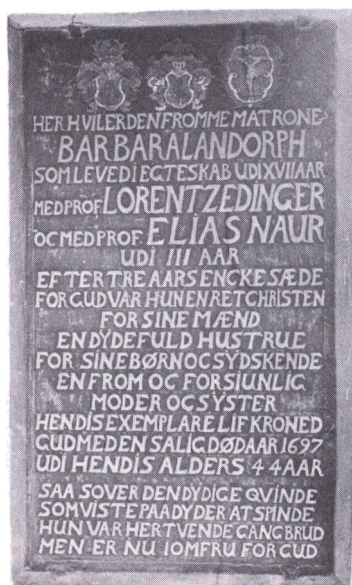 HER HVILER DEN FROMME MATRONE
BARBARA LANDORPH
SOM LEVED I EGTESKAB UDI XVII AAR
MED PROF. LORENTZ EDINGER
OC MED PROF. ELIAS NAUR
UDI III AAR
EFTER TRE AARS ENCKESÆDE
FOR GUD VAR HUN EN RET CHRISTEN
FOR SINE MÆND
EN DYDEFULD HUSTRUE
FOR SINE BØRN OC SYDSKENDE
EN FROM OC FORSIUNLIG
MODER OC SYSTER
HENDIS EXEMPLARE LIF KRONED
GUD MED EN SALIG DØD AAR 1697
UDI HENDIS ALDERS 44 AAR
SAA SOVER DEN DYDIGE QVINDE
SOM VISTE PAA DYDER AT SPINDE
HUN VAR HER TVENDE GANG BRUD
MEN ER NU IOMFRU FOR GUD